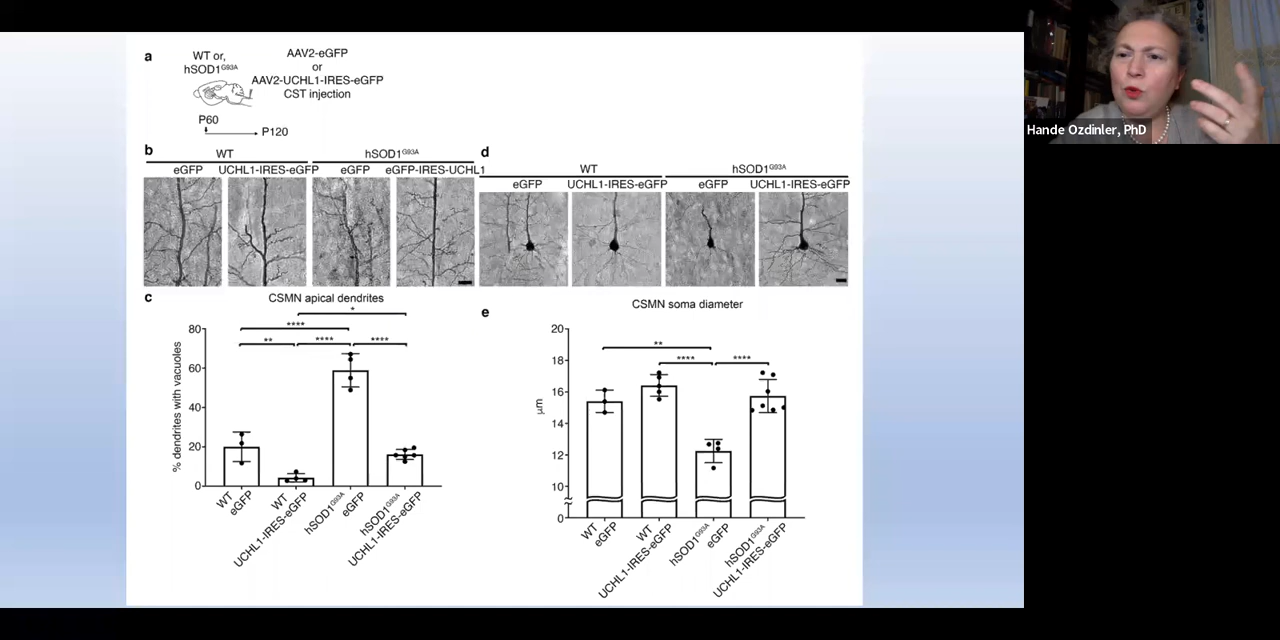 a
WT or,
hSOD1G93A
AAV2-eGFP
or
AAV2-UCHL1-IRES-eGFP
CST injection
P60
P120
b
WT
hSOD1G93A
eGFP
UCHL1-IRES-eGFP
eGFP
eGFP-IRES-UCHL1
d
WT
hSOD1G93A
eGFP
UCHL1-IRES-eGFP
eGFP
UCHL1-IRES-eGFP
c
CSMN apical dendrites
% dendrites with vacuoles
80
60
40
20
0
*
****
**
****
****
WT
eGFP
WT
UCHL1-IRES-eGFP
hSOD1G93A
eGFP
hSOD1G93A
UCHL1-IRES-eGFP
e
CSMN soma diameter
µm
20
18
16
14
12
10
0
**
****
****
WT
eGFP
WT
UCHL1-IRES-eGFP
hSOD1G93A
eGFP
hSOD1G93A
UCHL1-IRES-eGFP
Hande Ozdinler, PhD